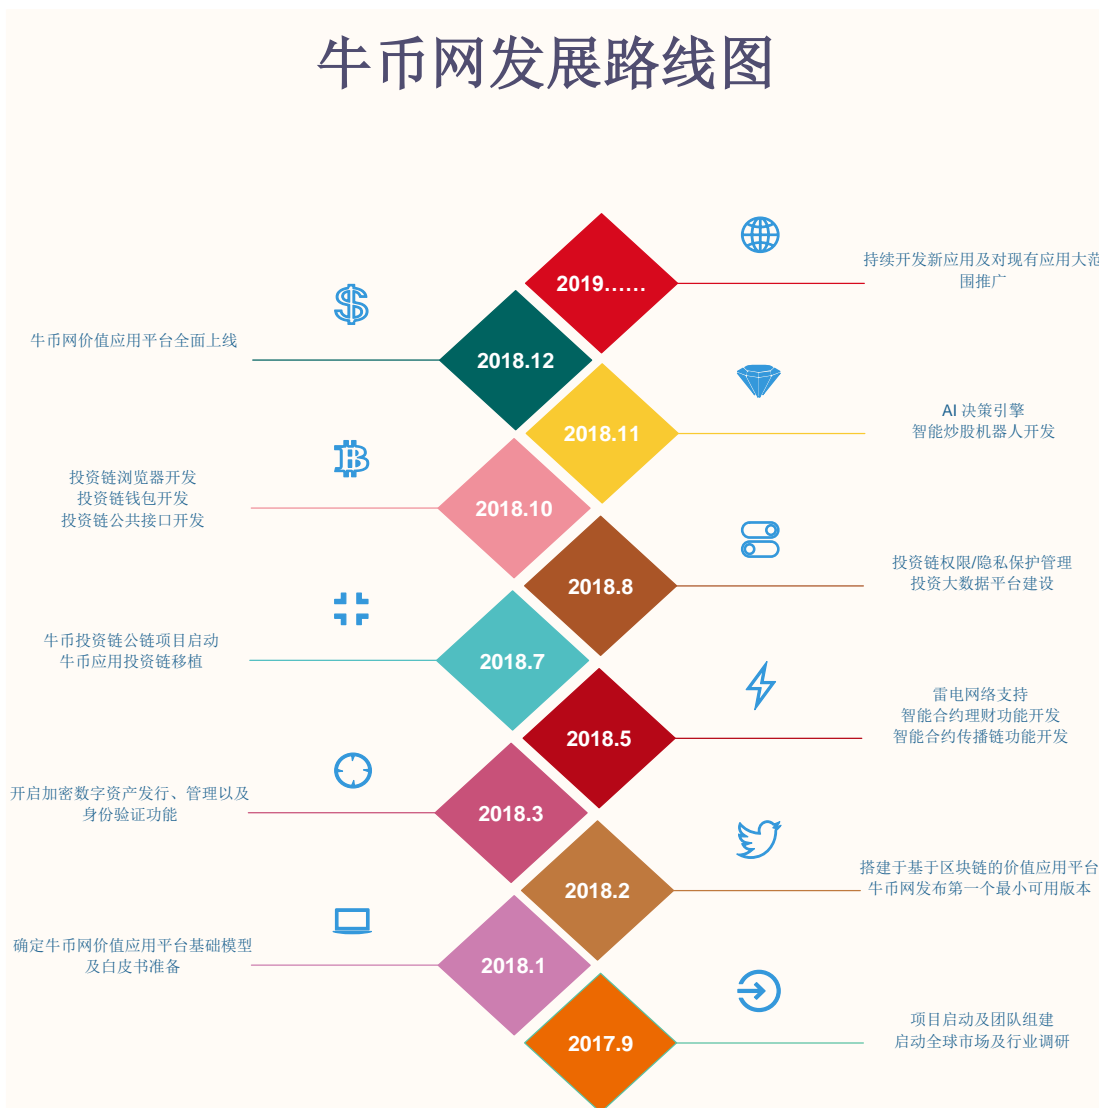 牛币网发展路线图
2019......
持续开发新应用及对现有应用大范
围推广
牛币网价值应用平台全面上线
2018.12
2018.11
AI 决策引擎
智能炒股机器人开发
投资链浏览器开发
投资链钱包开发
投资链公共接口开发
2018.10
2018.8
投资链权限/隐私保护管理
投资大数据平台建设
牛币投资链公链项目启动
牛币应用投资链移植
2018.7
2018.5
雷电网络支持
智能合约理财功能开发
智能合约传播链功能开发
开启加密数字资产发行、管理以及
身份验证功能
2018.3
2018.2
搭建于基于区块链的价值应用平台
牛币网发布第一个最小可用版本
确定牛币网价值应用平台基础模型
及白皮书准备
2018.1
2017.9
项目启动及团队组建
启动全球市场及行业调研